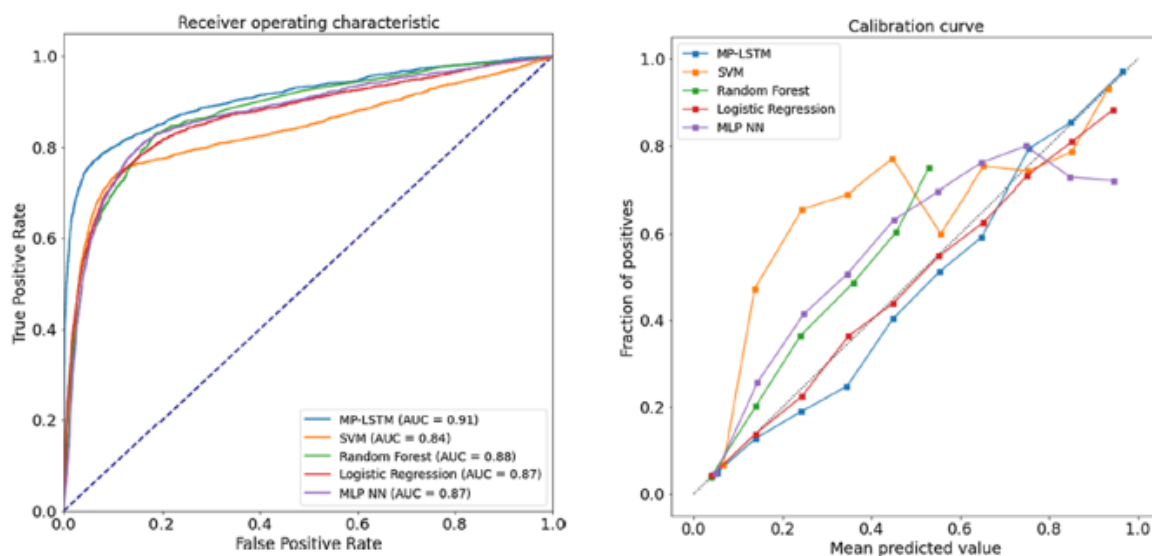 Receiver operating characteristic
1.0
0.8
0.6
0.4
0.2
0.0
True Positive Rate
MP-LSTM (AUC = 0.91)
SVM (AUC = 0.84)
Random Forest (AUC = 0.88)
Logistic Regression (AUC = 0.87)
MLP NN (AUC = 0.87)
0.0 0.2 0.4 0.6 0.8 1.0
False Positive Rate
Calibration curve
1.0
0.8
0.6
0.4
0.2
0.0
Fraction of positives
MP-LSTM
SVM
Random Forest
Logistic Regression
MLP NN
0.0 0.2 0.4 0.6 0.8 1.0
Mean predicted value